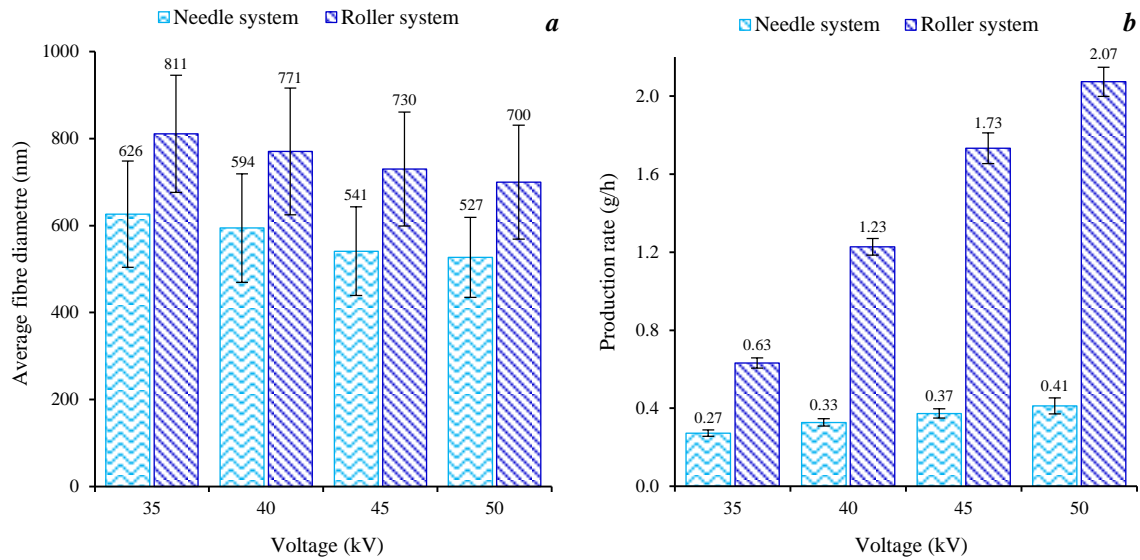 Needle system Roller system a
1000
800
600
400
200
0
Average fibre diametre (nm)
626 811 594 771 541 730 527 700
35 40 45 50
Voltage (kV)
Needle system Roller system b
2.0
1.6
1.2
0.8
0.4
0.0
Production rate (g/h)
0.27 0.63 0.33 1.23 0.37 1.73 0.41 2.07
35 40 45 50
Voltage (kV)